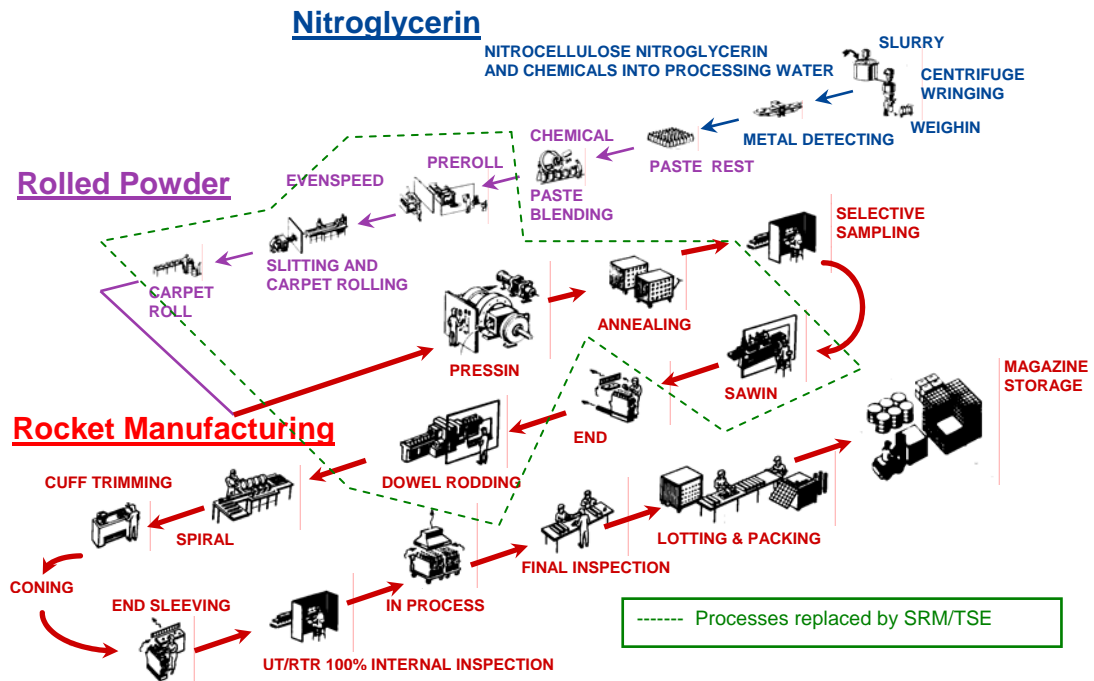 Nitroglycerin
NITROCELLULOSE NITROGLYCERIN
AND CHEMICALS INTO PROCESSING WATER
SLURRY
CENTRIFUGE
WRINGING
WEIGHIN
METAL DETECTING
PASTE REST
CHEMICAL
PASTE
BLENDING
PREROLL
EVENSPEED
Rolled Powder
SLITTING AND
CARPET ROLLING
CARPET
ROLL
SELECTIVE
SAMPLING
ANNEALING
PRESSIN
SAWIN
MAGAZINE
STORAGE
END
Rocket Manufacturing
DOWEL RODDING
CUFF TRIMMING
SPIRAL
LOTTING & PACKING
FINAL INSPECTION
CONING
IN PROCESS
END SLEEVING
UT/RTR 100% INTERNAL INSPECTION
------- Processes replaced by SRM/TSE